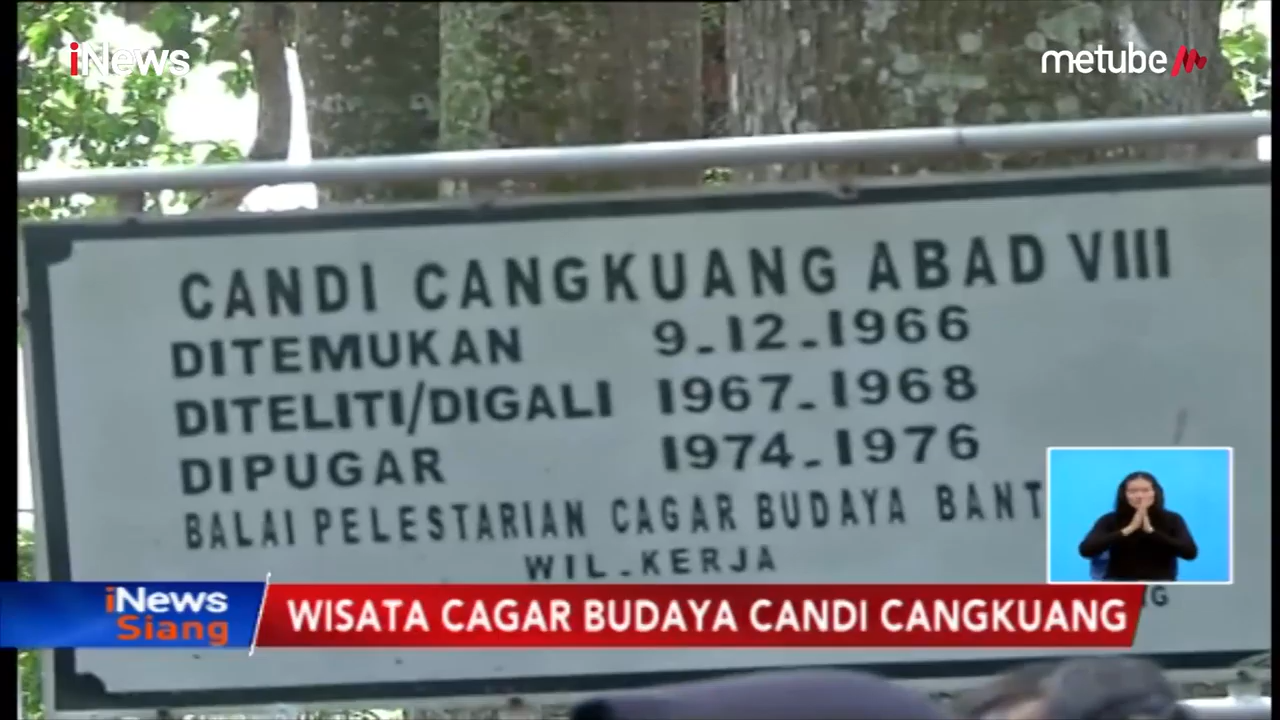 iNews
metube
CANDI CANGKUANG ABAD VIII
DITEMUKAN 9-12-1966
DITELITI/DIGALI 1967-1968
DIPUGAR 1974-1976
BALAI PELESTARIAN CAGAR BUDAYA
WIL-KERJA
iNews
Siang
WISATA CAGAR BUDAYA CANDI CANGKUANG